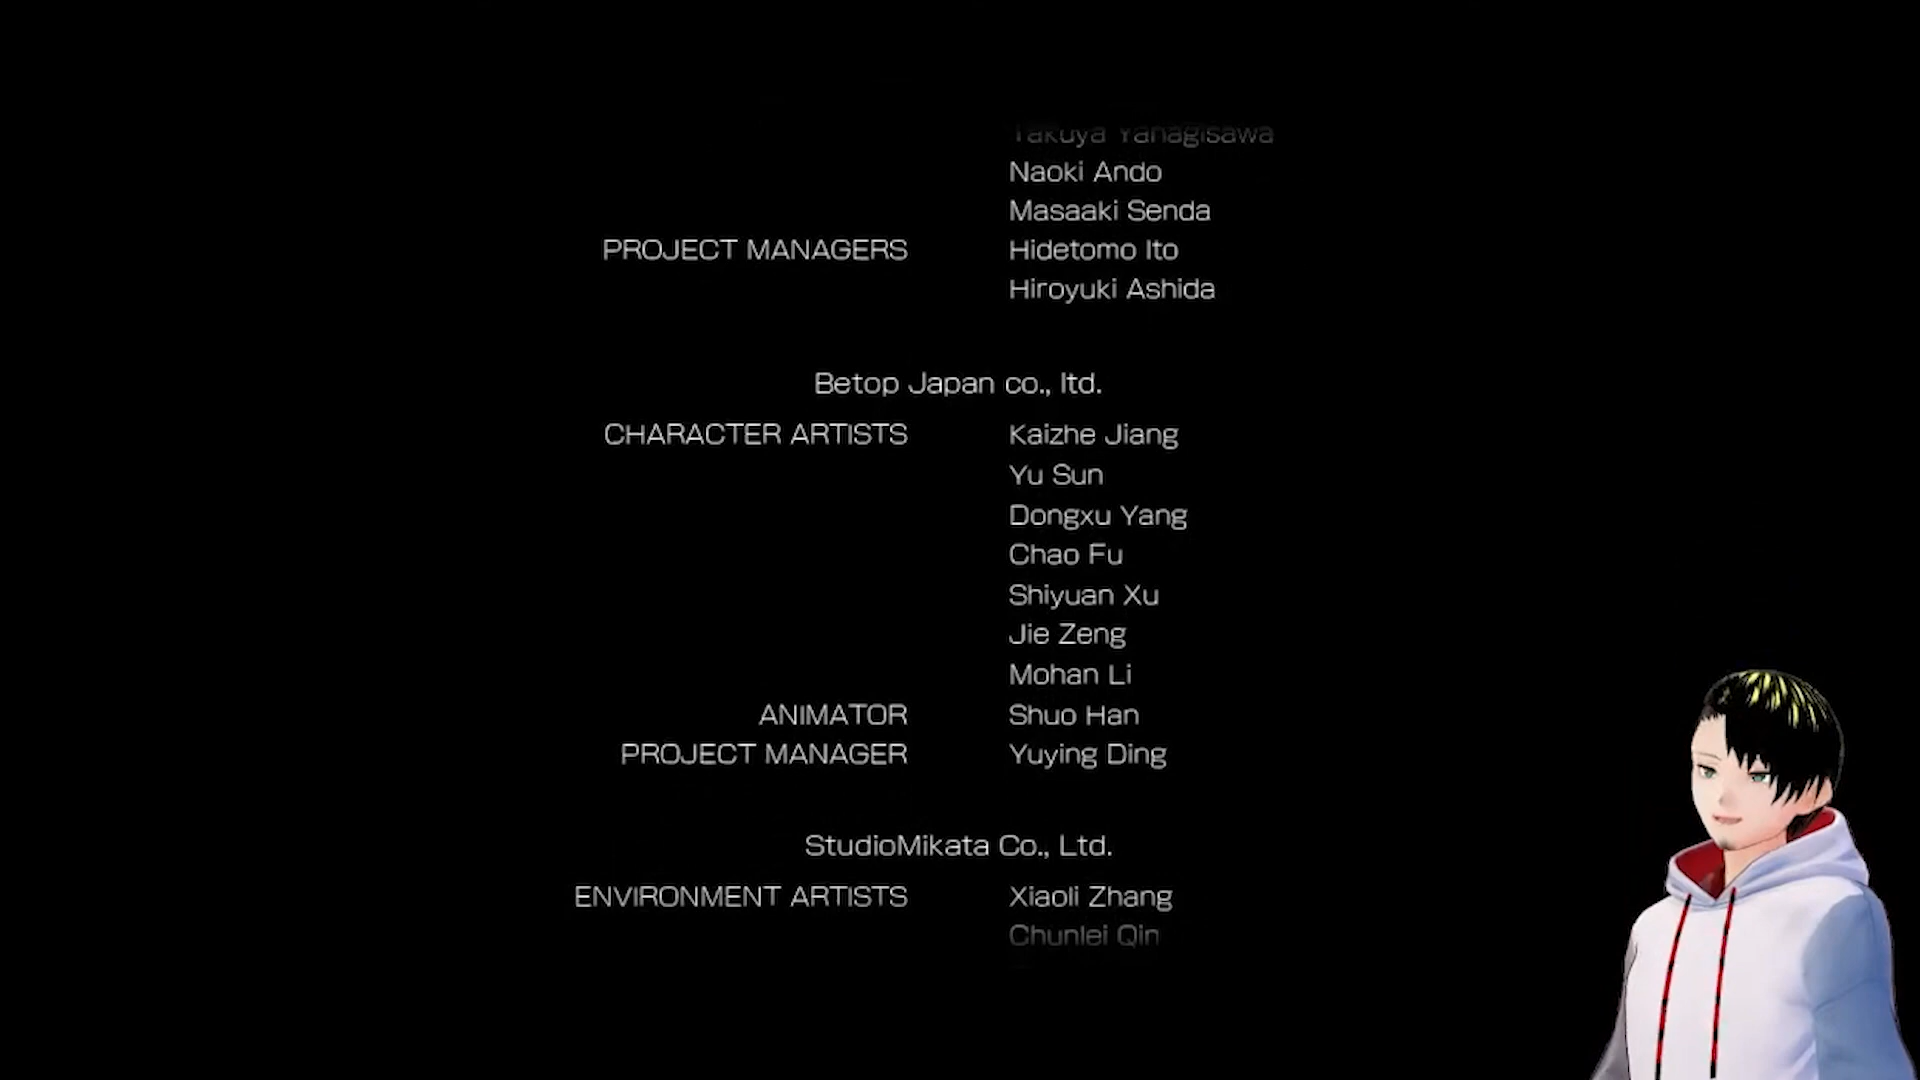 Takuya Yanagisawa
Naoki Ando
Masaaki Senda
PROJECT MANAGERS Hidetomo Ito
Hiroyuki Ashida
Betop Japan co., ltd.
CHARACTER ARTISTS Kaizhe Jiang
Yu Sun
Dongxu Yang
Chao Fu
Shiyuan Xu
Jie Zeng
Mohan Li
ANIMATOR Shuo Han
PROJECT MANAGER Yuying Ding
StudioMikata Co., Ltd.
ENVIRONMENT ARTISTS Xiaoli Zhang
Chunlei Qin